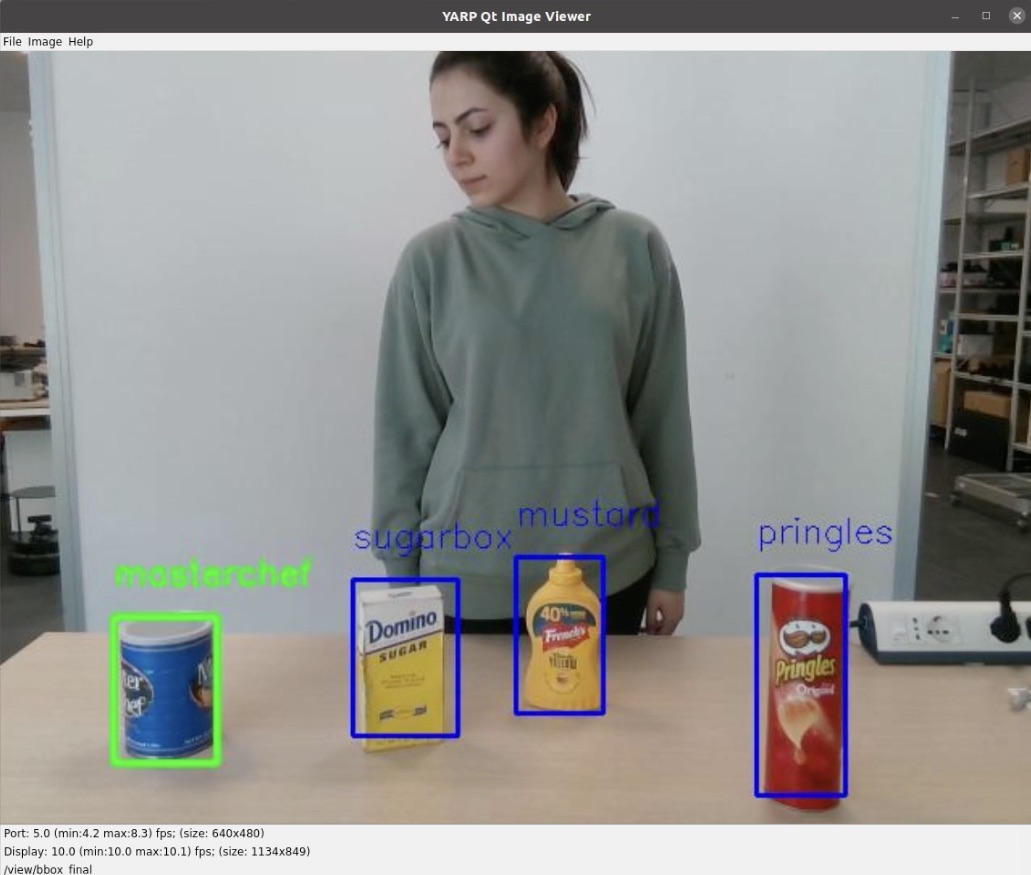 YARP Qt Image Viewer
File Image Help
mustard
sugarbox
pringles
masterchef
40%
Domino
SUGAR
French's
YELLOW
Pringles
Original
Port: 5.0 (min:4.2 max:8.3) fps; (size: 640x480)
Display: 10.0 (min:10.0 max:10.1) fps; (size: 1134x849)
/view/bbox_final